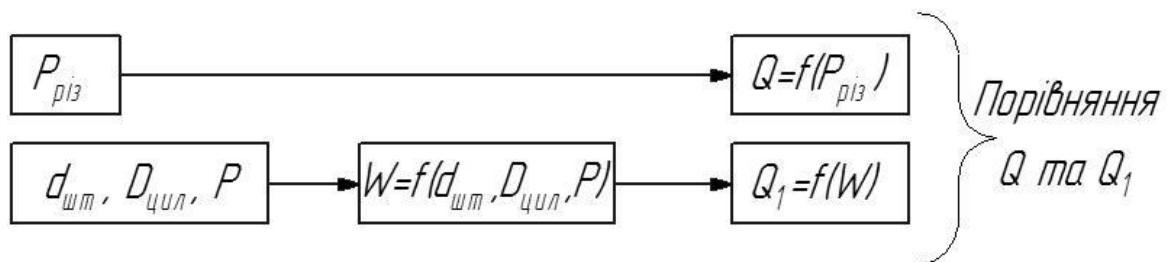 P_різ
Q=f(P_різ)
d_шт, D_цил, P
W=f(d_шт,D_цил,P)
Q_1=f(W)
Порівняння
Q та Q_1